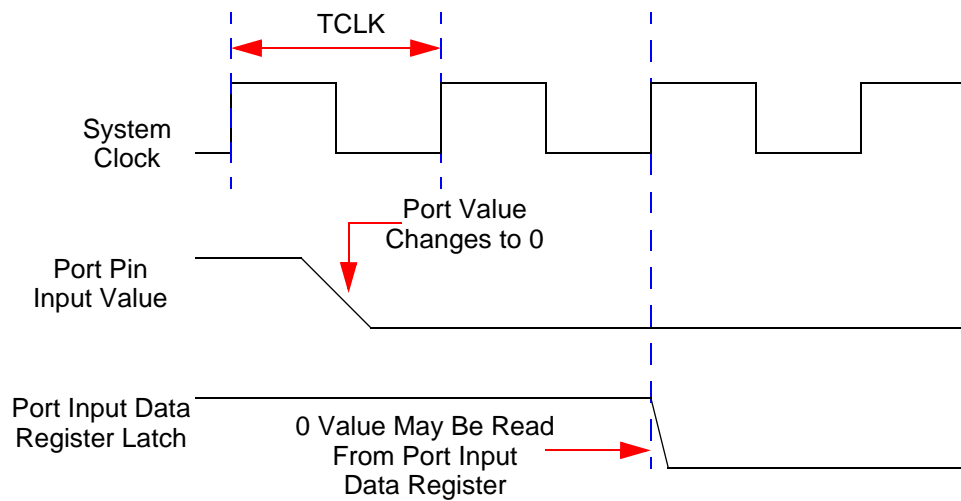 TCLK
System
Clock
Port Value
Changes to 0
Port Pin
Input Value
Port Input Data
Register Latch
0 Value May Be Read
From Port Input
Data Register